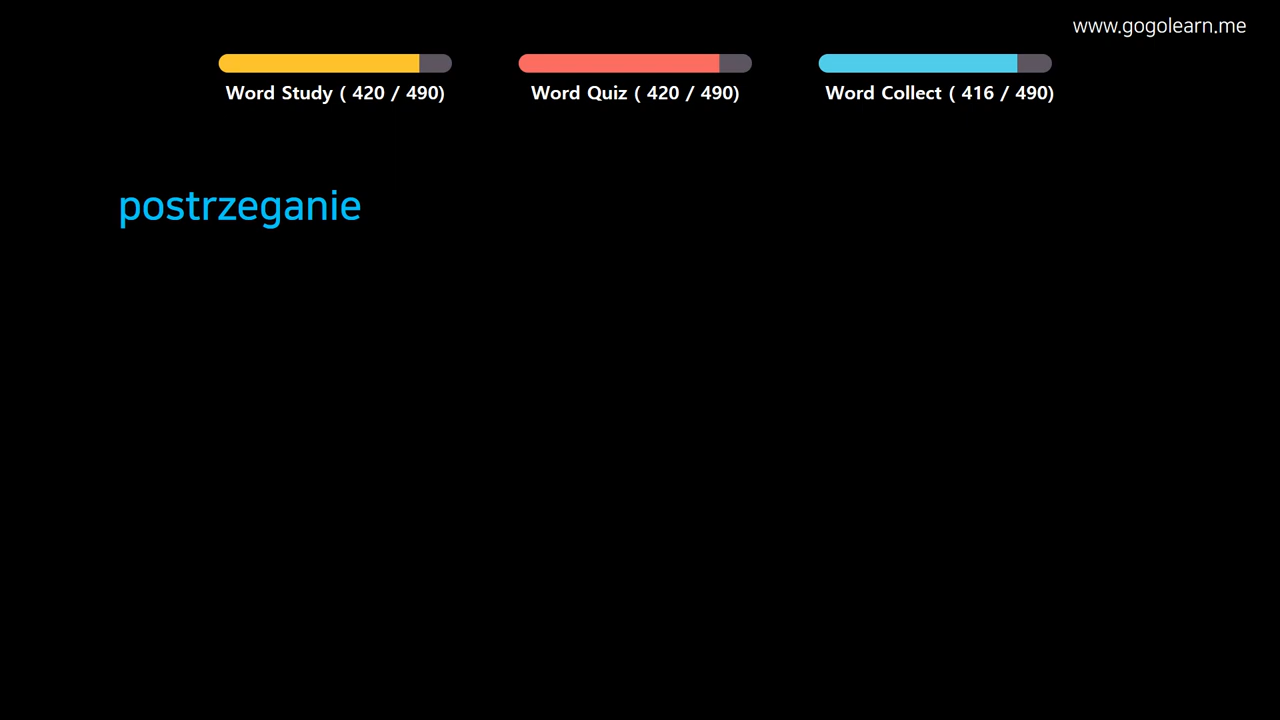 www.gogolearn.me
Word Study ( 420 / 490)
Word Quiz ( 420 / 490)
Word Collect ( 416 / 490)
postrzeganie